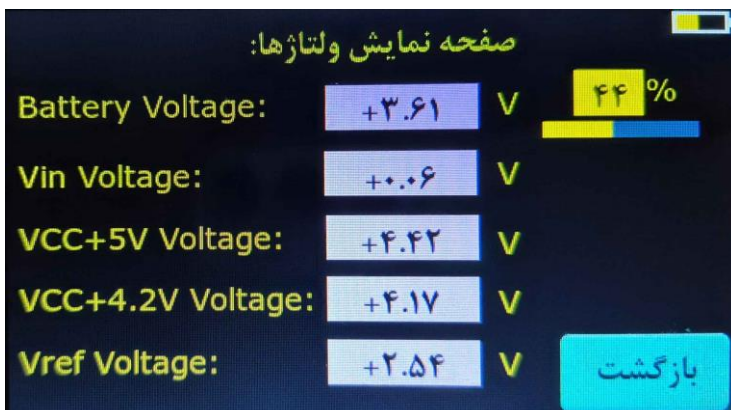 صفحه نمایش ولتاژها:
Battery Voltage: +۳.۶۱ V
۴۴ %
Vin Voltage: +۰.۰۶ V
VCC+5V Voltage: +۴.۴۲ V
VCC+4.2V Voltage: +۴.۱۷ V
Vref Voltage: +۲.۵۴ V
بازگشت